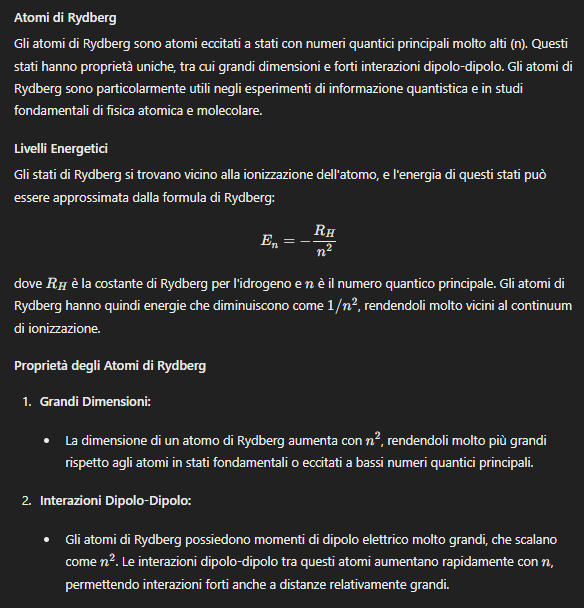 Atomi di Rydberg
Gli atomi di Rydberg sono atomi eccitati a stati con numeri quantici principali molto alti (n). Questi
stati hanno proprietà uniche, tra cui grandi dimensioni e forti interazioni dipolo-dipolo. Gli atomi di
Rydberg sono particolarmente utili negli esperimenti di informazione quantistica e in studi
fondamentali di fisica atomica e molecolare.
Livelli Energetici
Gli stati di Rydberg si trovano vicino alla ionizzazione dell'atomo, e l'energia di questi stati può
essere approssimata dalla formula di Rydberg:
$E_n = -\frac{R_H}{n^2}$
dove $R_H$ è la costante di Rydberg per l'idrogeno e $n$ è il numero quantico principale. Gli atomi di
Rydberg hanno quindi energie che diminuiscono come $1/n^2$, rendendoli molto vicini al continuum
di ionizzazione.
Proprietà degli Atomi di Rydberg
1. Grandi Dimensioni:
• La dimensione di un atomo di Rydberg aumenta con $n^2$, rendendoli molto più grandi
rispetto agli atomi in stati fondamentali o eccitati a bassi numeri quantici principali.
2. Interazioni Dipolo-Dipolo:
• Gli atomi di Rydberg possiedono momenti di dipolo elettrico molto grandi, che scalano
come $n^2$. Le interazioni dipolo-dipolo tra questi atomi aumentano rapidamente con $n$,
permettendo interazioni forti anche a distanze relativamente grandi.